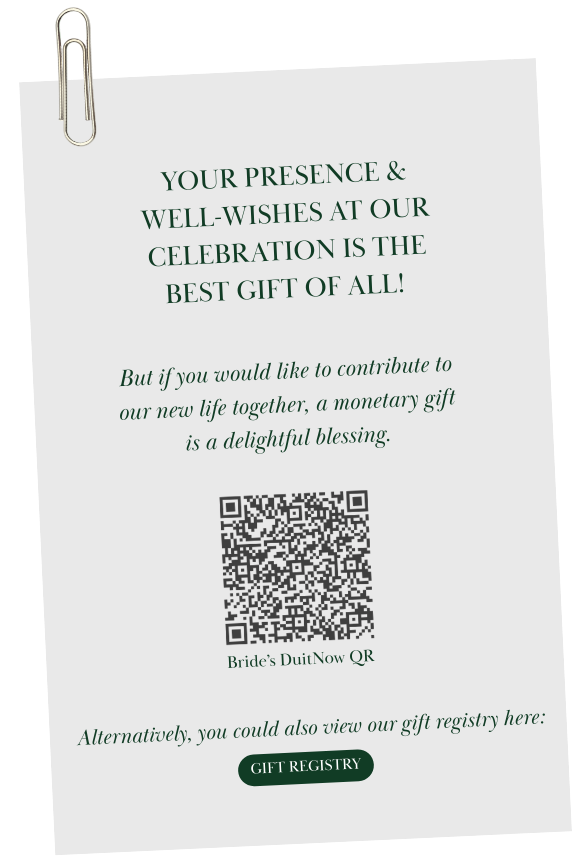 YOUR PRESENCE &
WELL-WISHES AT OUR
CELEBRATION IS THE
BEST GIFT OF ALL!
But if you would like to contribute to
our new life together, a monetary gift
is a delightful blessing.
Bride's DuitNow QR
Alternatively, you could also view our gift registry here:
GIFT REGISTRY